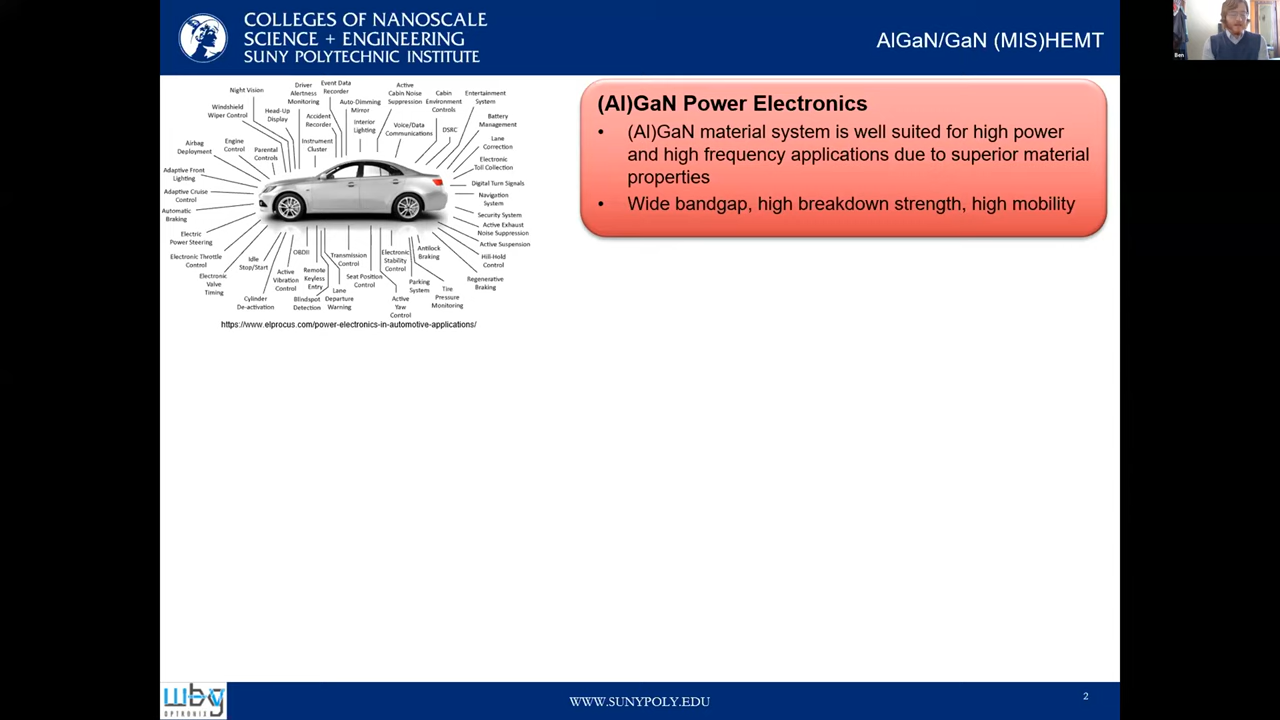 COLLEGES OF NANOSCALE
SCIENCE + ENGINEERING
SUNY POLYTECHNIC INSTITUTE
AlGaN/GaN (MIS)HEMT
Ben
Night Vision
Windshield
Wiper Control
Head-Up
Display
Driver
Alertness
Monitoring
Event Data
Recorder
Accident
Recorder
Auto-Dimming
Mirror
Interior
Lighting
Active
Cabin Noise
Suppression
Voice/Data
Communications
Cabin
Environment
Controls
DSRC
Entertainment
System
Battery
Management
Lane
Correction
Electronic
Toll Collection
Digital Turn Signals
Navigation
System
Security System
Active Exhaust
Noise Suppression
Active Suspension
Hill-Hold
Control
Regenerative
Braking
Airbag
Deployment
Engine
Control
Parental
Controls
Instrument
Cluster
Adaptive Front
Lighting
Adaptive Cruise
Control
Automatic
Braking
Electric
Power Steering
Electronic Throttle
Control
Electronic
Valve
Timing
Idle
Stop/Start
Cylinder
De-activation
Active
Vibration
Control
OBDII
Remote
Keyless
Entry
Blindspot
Detection
Lane
Departure
Warning
Transmission
Control
Seat Position
Control
Electronic
Stability
Control
Active
Yaw
Control
Antilock
Braking
Parking
System
Tire
Pressure
Monitoring
https://www.elprocus.com/power-electronics-in-automotive-applications/
(Al)GaN Power Electronics
• (Al)GaN material system is well suited for high power
and high frequency applications due to superior material
properties
• Wide bandgap, high breakdown strength, high mobility
wbg
OPTRONIX
WWW.SUNYPOLY.EDU
2